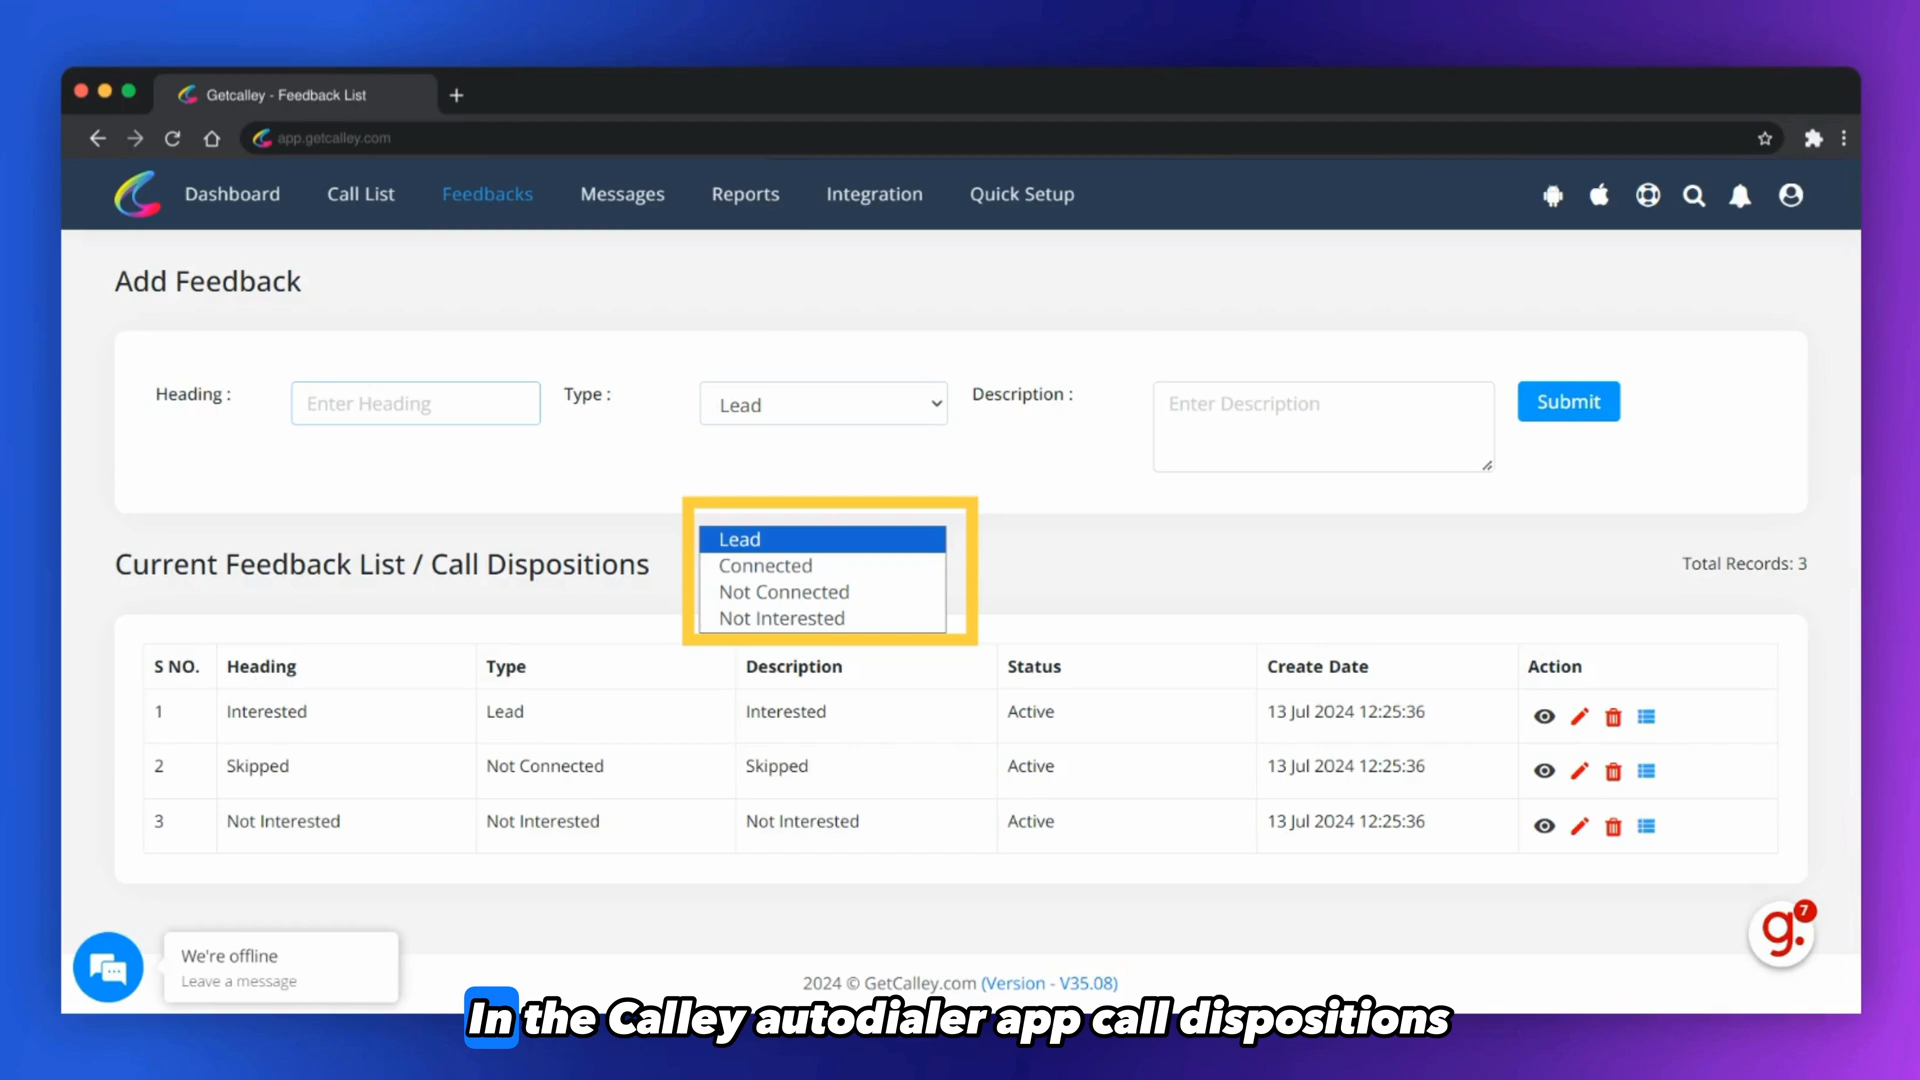 Getcalley - Feedback List
app.getcalley.com
Dashboard Call List Feedbacks Messages Reports Integration Quick Setup
Add Feedback
Heading : Enter Heading Type : Lead Description : Enter Description Submit
Lead
Connected
Not Connected
Not Interested
Current Feedback List / Call Dispositions
Total Records: 3
S NO. Heading Type Description Status Create Date Action
1 Interested Lead Interested Active 13 Jul 2024 12:25:36
2 Skipped Not Connected Skipped Active 13 Jul 2024 12:25:36
3 Not Interested Not Interested Not Interested Active 13 Jul 2024 12:25:36
g. 7
We're offline
Leave a message
2024 © GetCalley.com (Version - V35.08)
In the Calley autodialer app call dispositions